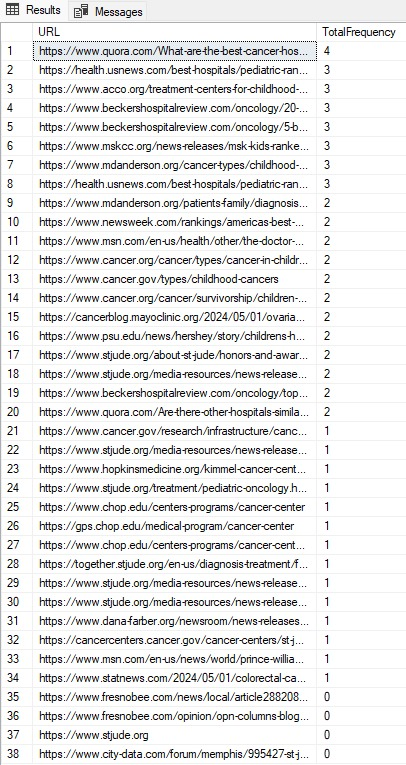 Results Messages
URL TotalFrequency
1 https://www.quora.com/What-are-the-best-cancer-hos... 4
2 https://health.usnews.com/best-hospitals/pediatric-ran... 3
3 https://www.acco.org/treatment-centers-for-childhood-... 3
4 https://www.beckershospitalreview.com/oncology/20-... 3
5 https://www.beckershospitalreview.com/oncology/5-b... 3
6 https://www.mskcc.org/news-releases/msk-kids-ranke... 3
7 https://www.mdanderson.org/cancer-types/childhood-... 3
8 https://health.usnews.com/best-hospitals/pediatric-ran... 3
9 https://www.mdanderson.org/patients-family/diagnosis... 2
10 https://www.newsweek.com/rankings/americas-best-... 2
11 https://www.msn.com/en-us/health/other/the-doctor-... 2
12 https://www.cancer.org/cancer/types/cancer-in-childr... 2
13 https://www.cancer.gov/types/childhood-cancers 2
14 https://www.cancer.org/cancer/survivorship/children-... 2
15 https://cancerblog.mayoclinic.org/2024/05/01/ovaria... 2
16 https://www.psu.edu/news/hershey/story/childrens-h... 2
17 https://www.stjude.org/about-st-jude/honors-and-awar... 2
18 https://www.stjude.org/media-resources/news-release... 2
19 https://www.beckershospitalreview.com/oncology/top... 2
20 https://www.quora.com/Are-there-other-hospitals-simila... 2
21 https://www.cancer.gov/research/infrastructure/canc... 1
22 https://www.stjude.org/media-resources/news-release... 1
23 https://www.hopkinsmedicine.org/kimmel-cancer-cent... 1
24 https://www.stjude.org/treatment/pediatric-oncology.h... 1
25 https://www.chop.edu/centers-programs/cancer-center 1
26 https://gps.chop.edu/medical-program/cancer-center 1
27 https://www.chop.edu/centers-programs/cancer-cent... 1
28 https://together.stjude.org/en-us/diagnosis-treatment/f... 1
29 https://www.stjude.org/media-resources/news-release... 1
30 https://www.stjude.org/media-resources/news-release... 1
31 https://www.dana-farber.org/newsroom/news-releases... 1
32 https://cancercenters.cancer.gov/cancer-centers/st-j... 1
33 https://www.msn.com/en-us/news/world/prince-willia... 1
34 https://www.statnews.com/2024/05/01/colorectal-ca... 1
35 https://www.fresnobee.com/news/local/article288208... 0
36 https://www.fresnobee.com/opinion/opn-columns-blog... 0
37 https://www.stjude.org 0
38 https://www.city-data.com/forum/memphis/995427-st-j... 0